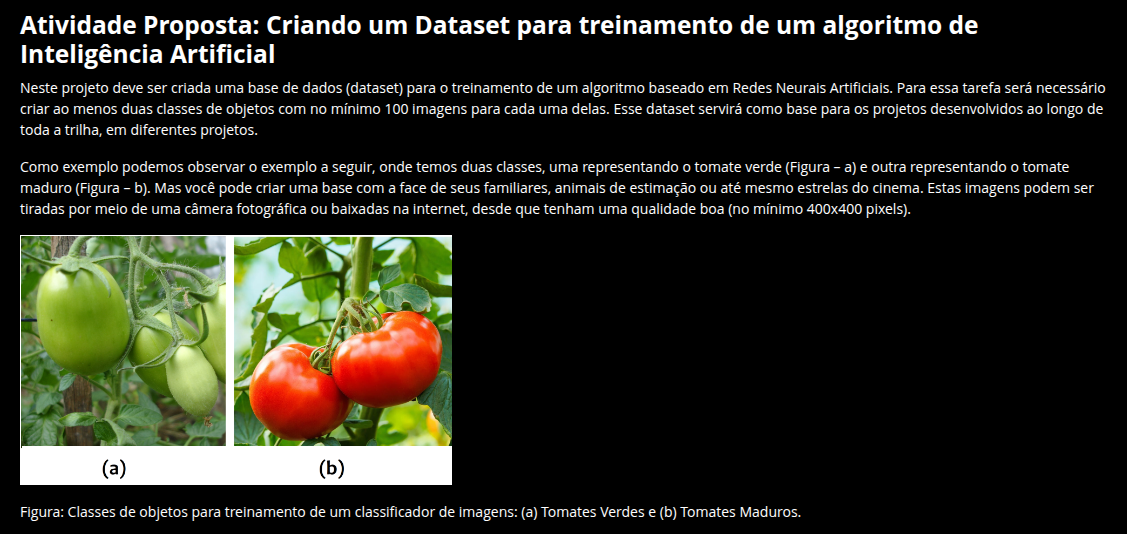 Atividade Proposta: Criando um Dataset para treinamento de um algoritmo de
Inteligência Artificial
Neste projeto deve ser criada uma base de dados (dataset) para o treinamento de um algoritmo baseado em Redes Neurais Artificiais. Para essa tarefa será necessário
criar ao menos duas classes de objetos com no mínimo 100 imagens para cada uma delas. Esse dataset servirá como base para os projetos desenvolvidos ao longo de
toda a trilha, em diferentes projetos.
Como exemplo podemos observar o exemplo a seguir, onde temos duas classes, uma representando o tomate verde (Figura – a) e outra representando o tomate
maduro (Figura – b). Mas você pode criar uma base com a face de seus familiares, animais de estimação ou até mesmo estrelas do cinema. Estas imagens podem ser
tiradas por meio de uma câmera fotográfica ou baixadas na internet, desde que tenham uma qualidade boa (no mínimo 400x400 pixels).
(a) (b)
Figura: Classes de objetos para treinamento de um classificador de imagens: (a) Tomates Verdes e (b) Tomates Maduros.